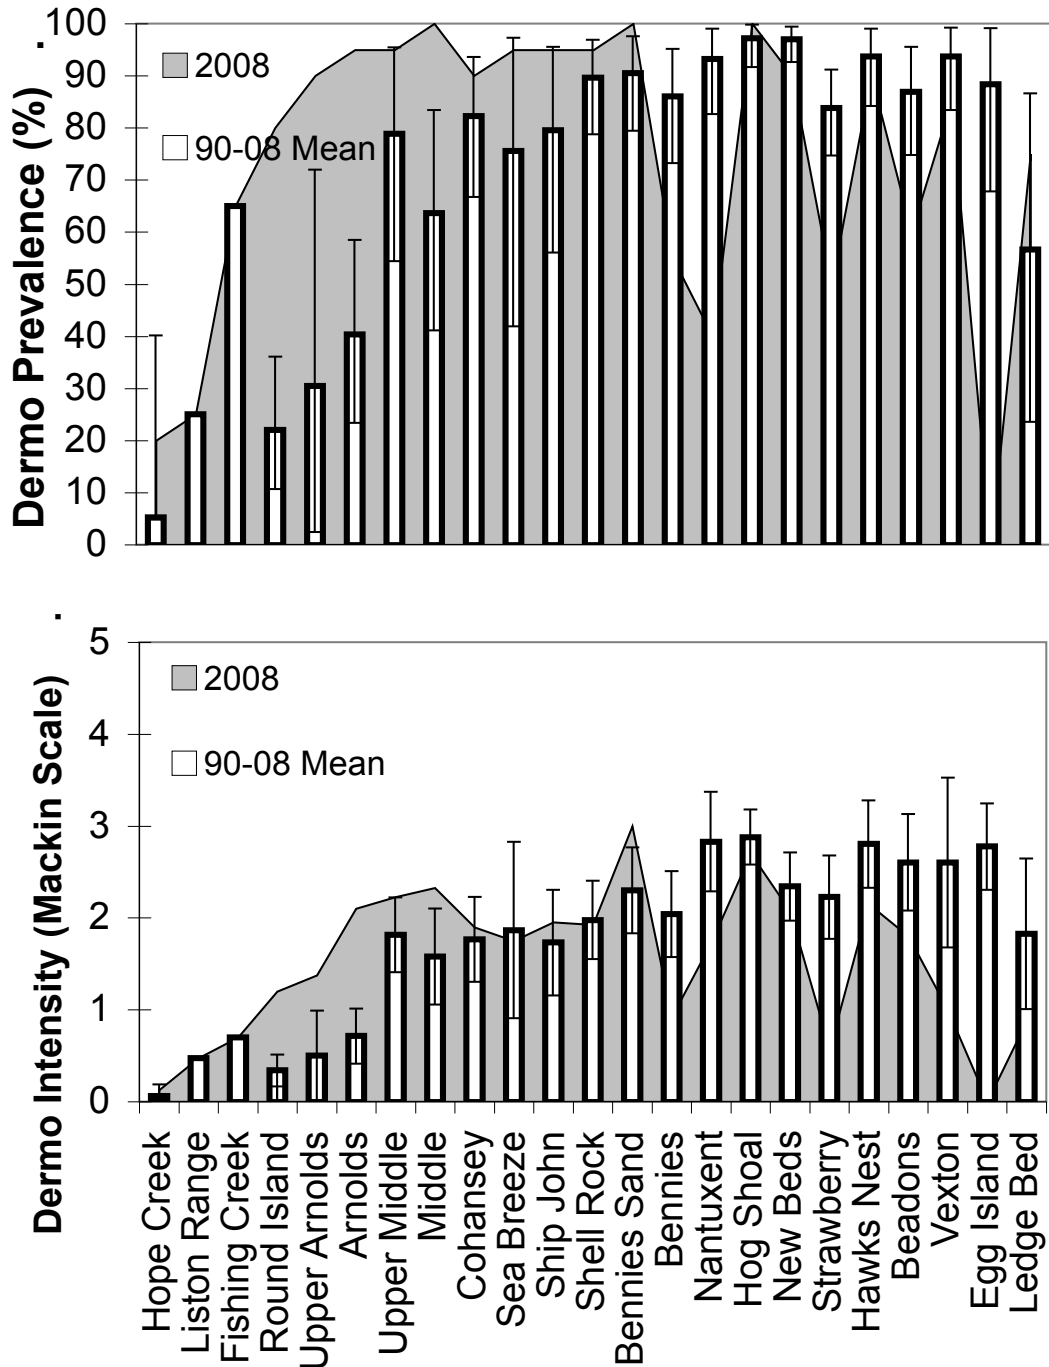 Dermo Prevalence (%) .
100
90
80
70
60
50
40
30
20
10
0
2008
90-08 Mean
Dermo Intensity (Mackin Scale) .
5
4
3
2
1
0
2008
90-08 Mean
Hope Creek
Liston Range
Fishing Creek
Round Island
Upper Arnolds
Arnolds
Upper Middle
Middle
Cohansey
Sea Breeze
Ship John
Shell Rock
Bennies Sand
Bennies
Nantuxent
Hog Shoal
New Beds
Strawberry
Hawks Nest
Beadons
Vexton
Egg Island
Ledge Bed